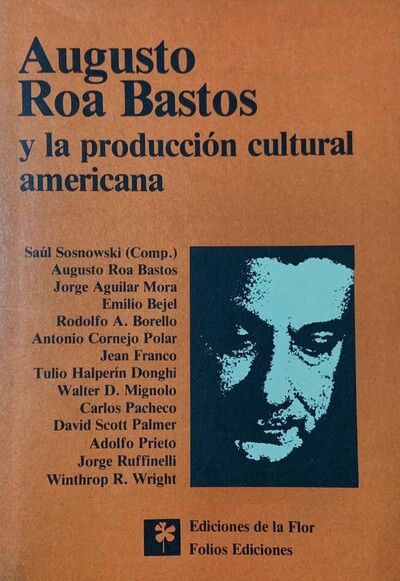 Augusto
Roa Bastos
y la producción cultural
americana
Saúl Sosnowski (Comp.)
Augusto Roa Bastos
Jorge Aguilar Mora
Emilio Bejel
Rodolfo A. Borello
Antonio Cornejo Polar
Jean Franco
Tulio Halperín Donghi
Walter D. Mignolo
Carlos Pacheco
David Scott Palmer
Adolfo Prieto
Jorge Ruffinelli
Winthrop R. Wright
Ediciones de la Flor
Folios Ediciones